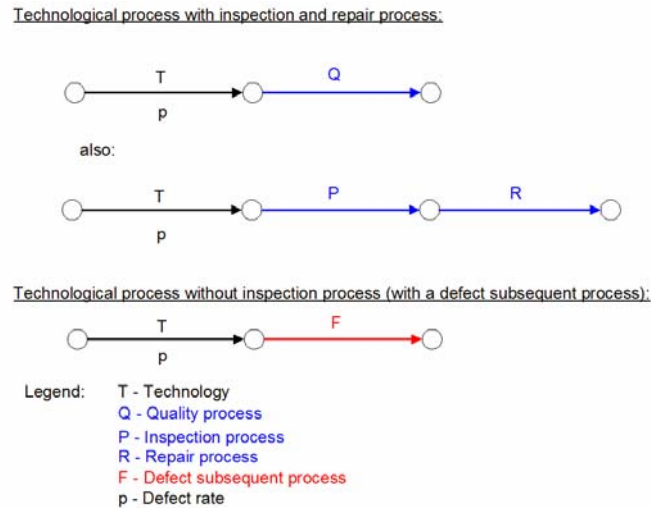 Technological process with inspection and repair process:
T
Q
p
also:
T
P
R
p
Technological process without inspection process (with a defect subsequent process):
T
F
p
Legend: T - Technology
Q - Quality process
P - Inspection process
R - Repair process
F - Defect subsequent process
p - Defect rate